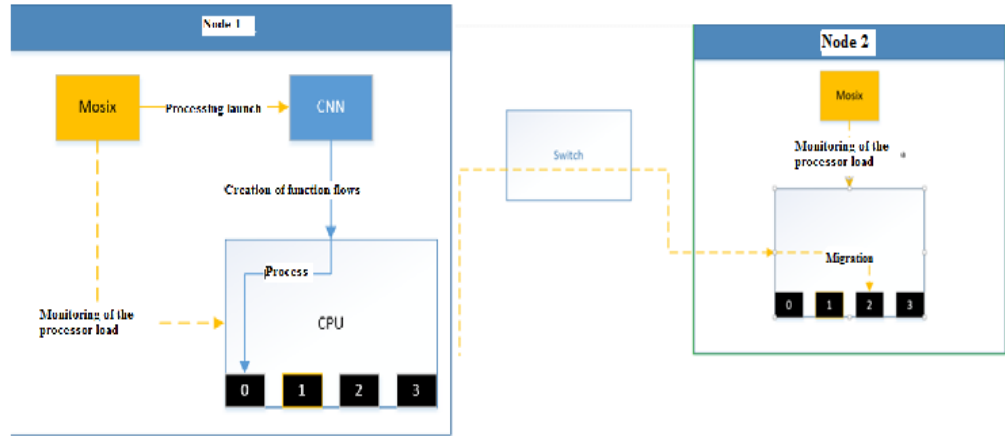 Node 1
Mosix
Processing launch
CNN
Creation of function flows
Process
Monitoring of the
processor load
CPU
0 1 2 3
Switch
Node 2
Mosix
Monitoring of the
processor load
Migration
0 1 2 3